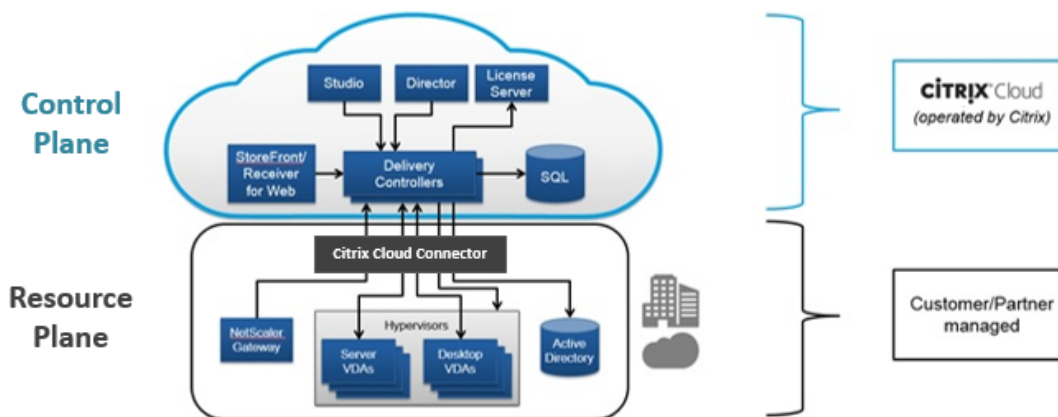 Control
Plane
Studio
Director
License
Server
StoreFront/
Receiver
for Web
Delivery
Controllers
SQL
CiTRIX Cloud
(operated by Citrix)
Citrix Cloud Connector
Resource
Plane
NetScaler
Gateway
Hypervisors
Server
VDAs
Desktop
VDAs
Active
Directory
Customer/Partner
managed